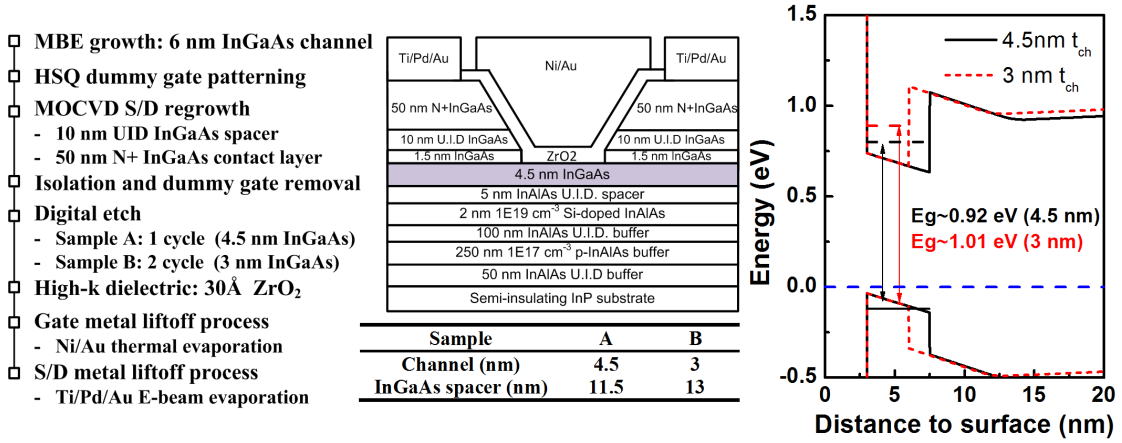 MBE growth: 6 nm InGaAs channel
HSQ dummy gate patterning
MOCVD S/D regrowth
- 10 nm UID InGaAs spacer
- 50 nm N+ InGaAs contact layer
Isolation and dummy gate removal
Digital etch
- Sample A: 1 cycle (4.5 nm InGaAs)
- Sample B: 2 cycle (3 nm InGaAs)
High-k dielectric: 30Å ZrO₂
Gate metal liftoff process
- Ni/Au thermal evaporation
S/D metal liftoff process
- Ti/Pd/Au E-beam evaporation
Ti/Pd/Au Ni/Au Ti/Pd/Au
50 nm N+InGaAs 50 nm N+InGaAs
10 nm U.I.D InGaAs 10 nm U.I.D InGaAs
1.5 nm InGaAs ZrO2 1.5 nm InGaAs
4.5 nm InGaAs
5 nm InAlAs U.I.D. spacer
2 nm 1E19 cm⁻³ Si-doped InAlAs
100 nm InAlAs U.I.D. buffer
250 nm 1E17 cm⁻³ p-InAlAs buffer
50 nm InAlAs U.I.D buffer
Semi-insulating InP substrate
Sample A B
Channel (nm) 4.5 3
InGaAs spacer (nm) 11.5 13
Energy (eV)
1.5
1.0
0.5
0.0
-0.5
4.5nm t_ch
3 nm t_ch
Eg~0.92 eV (4.5 nm)
Eg~1.01 eV (3 nm)
0 5 10 15 20
Distance to surface (nm)